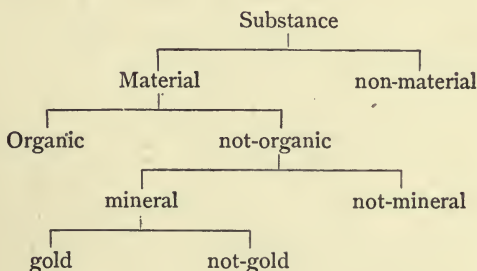 Substance
Material non-material
Organic not-organic
mineral not-mineral
gold not-gold